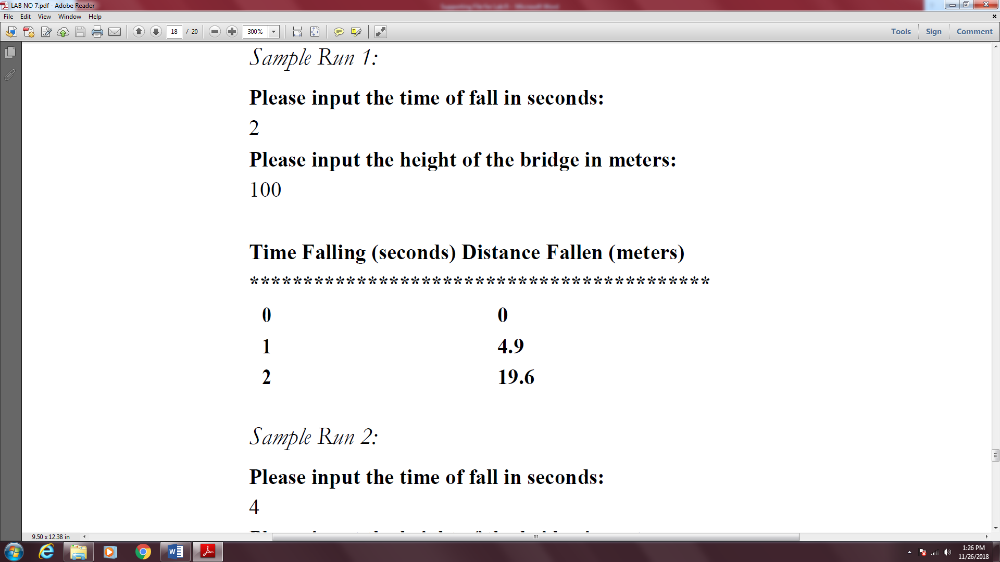 LAB NO 7.pdf - Adobe Reader
File Edit View Window Help
18 / 20 300% Tools Sign Comment
Sample Run 1:
Please input the time of fall in seconds:
2
Please input the height of the bridge in meters:
100
Time Falling (seconds) Distance Fallen (meters)
*******************************************
0 0
1 4.9
2 19.6
Sample Run 2:
Please input the time of fall in seconds:
4
9.50 x 12.38 in
1:26 PM
11/26/2018